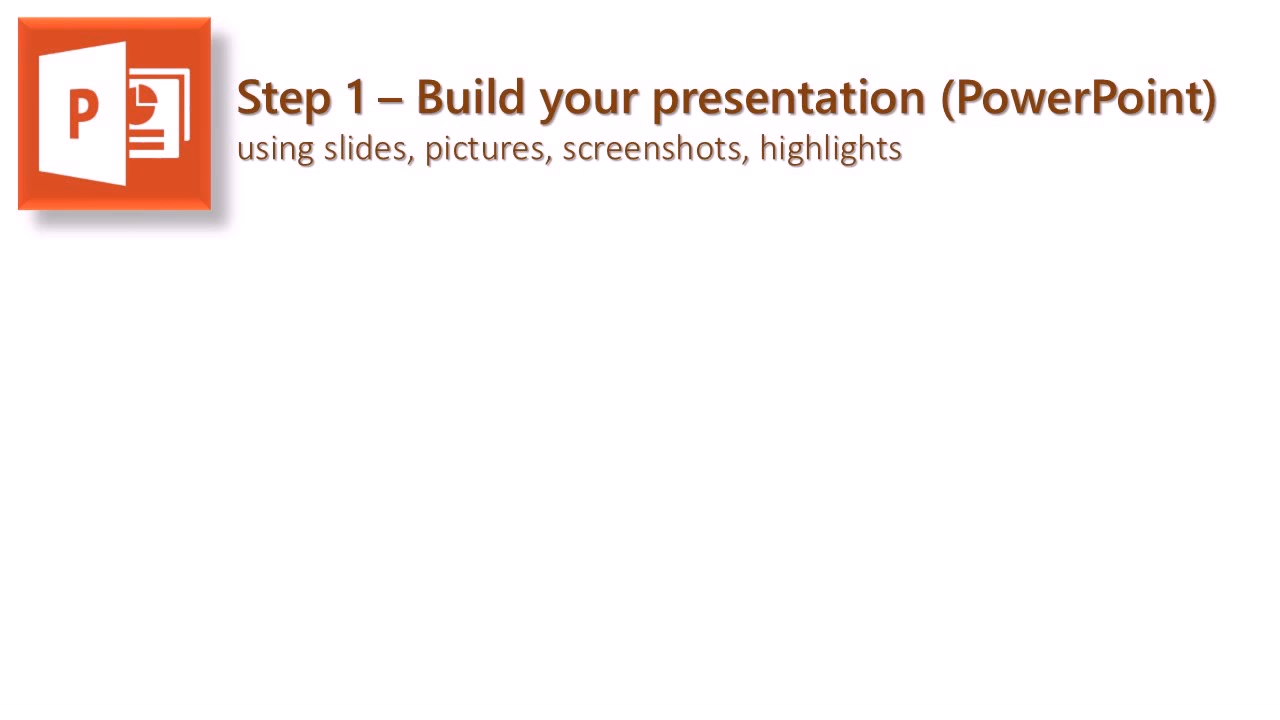 P
Step 1 – Build your presentation (PowerPoint)
using slides, pictures, screenshots, highlights